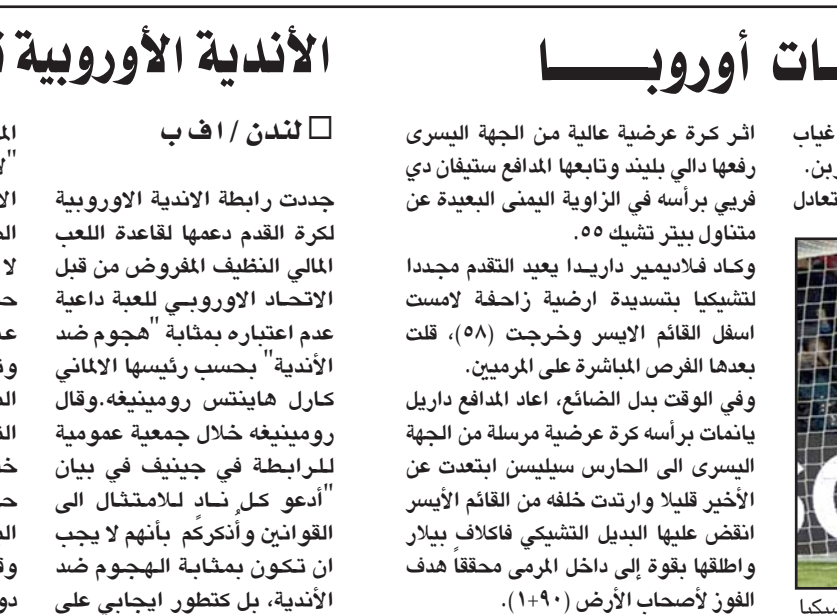 ـات أوروبـــــا
غياب
ربن.
تعادل
شيكيا
اثر كرة عرضية عالية من الجهة اليسرى
رفعها دالي بليند وتابعها المدافع ستيفان دي
فريي برأسه في الزاوية اليمنى البعيدة عن
متناول بيتر تشيك ٥٥.
وكاد فلاديمير داريدا يعيد التقدم مجددا
لتشيكيا بتسديدة ارضية زاحفة لامست
اسفل القائم الايسر وخرجت (٥٨)، قلت
بعدها الفرص المباشرة على المرميين.
وفي الوقت بدل الضائع، اعاد المدافع داريل
يانمات برأسه كرة عرضية مرسلة من الجهة
اليسرى الى الحارس سيليسن ابتعدت عن
الأخير قليلا وارتدت خلفه من القائم الأيسر
انقض عليها البديل التشيكي فاكلاف بيلار
واطلقها بقوة إلى داخل المرمى محققاً هدف
الفوز لأصحاب الأرض (٩٠+١).
الأندية الأوروبية
□ لندن / اف ب
جددت رابطة الاندية الاوروبية
لكرة القدم دعمها لقاعدة اللعب
المالي النظيف المفروض من قبل
الاتحاد الاوروبي للعبة داعية
عدم اعتباره بمثابة "هجوم ضد
الأندية" بحسب رئيسها الالماني
كارل هاينتس رومينيغه.وقال
رومينيغه خلال جمعية عمومية
للرابطة في جينيف في بيان
"أدعو كل نادٍ للامتثال الى
القوانين وأذكركم بأنهم لا يجب
ان تكون بمثابة الهجوم ضد
الأندية، بل كتطور ايجابي على